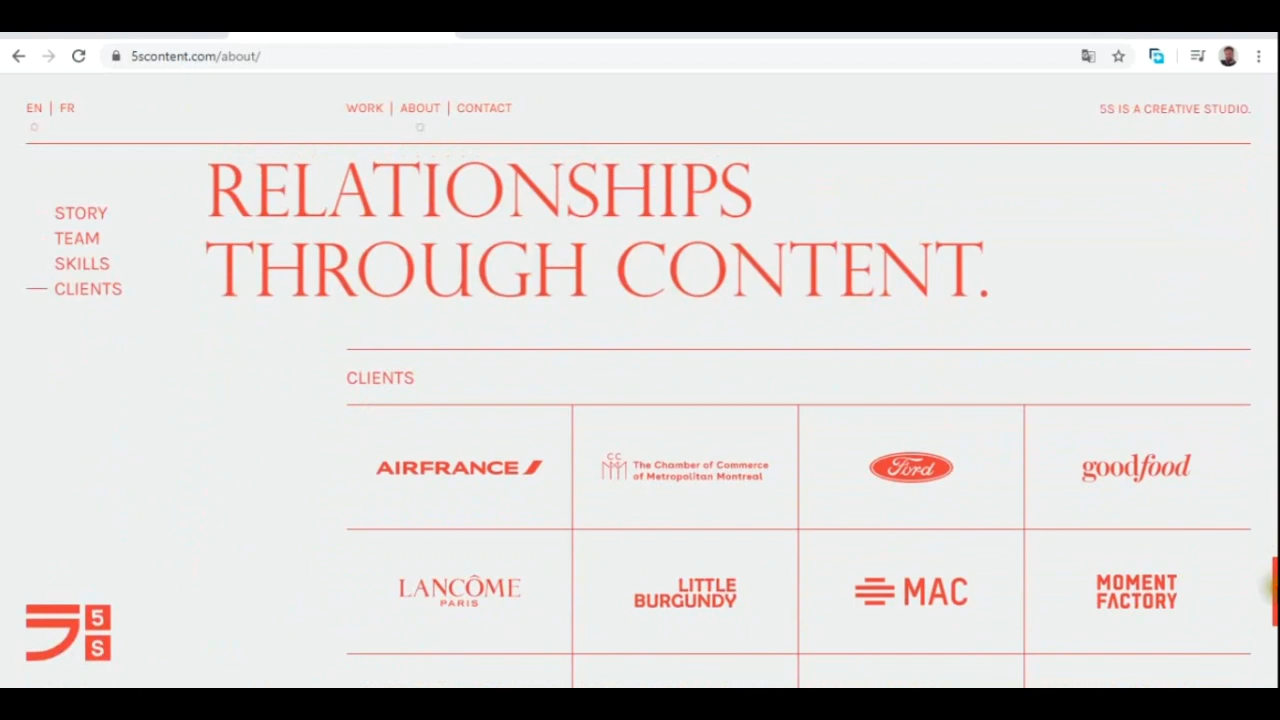 5scontent.com/about/
EN | FR
WORK | ABOUT | CONTACT
5S IS A CREATIVE STUDIO.
RELATIONSHIPS
THROUGH CONTENT.
STORY
TEAM
SKILLS
CLIENTS
CLIENTS
AIRFRANCE
CC
MM
The Chamber of Commerce
of Metropolitan Montreal
Ford
goodfood
LANCÔME
PARIS
LITTLE
BURGUNDY
MAC
MOMENT
FACTORY
5
S